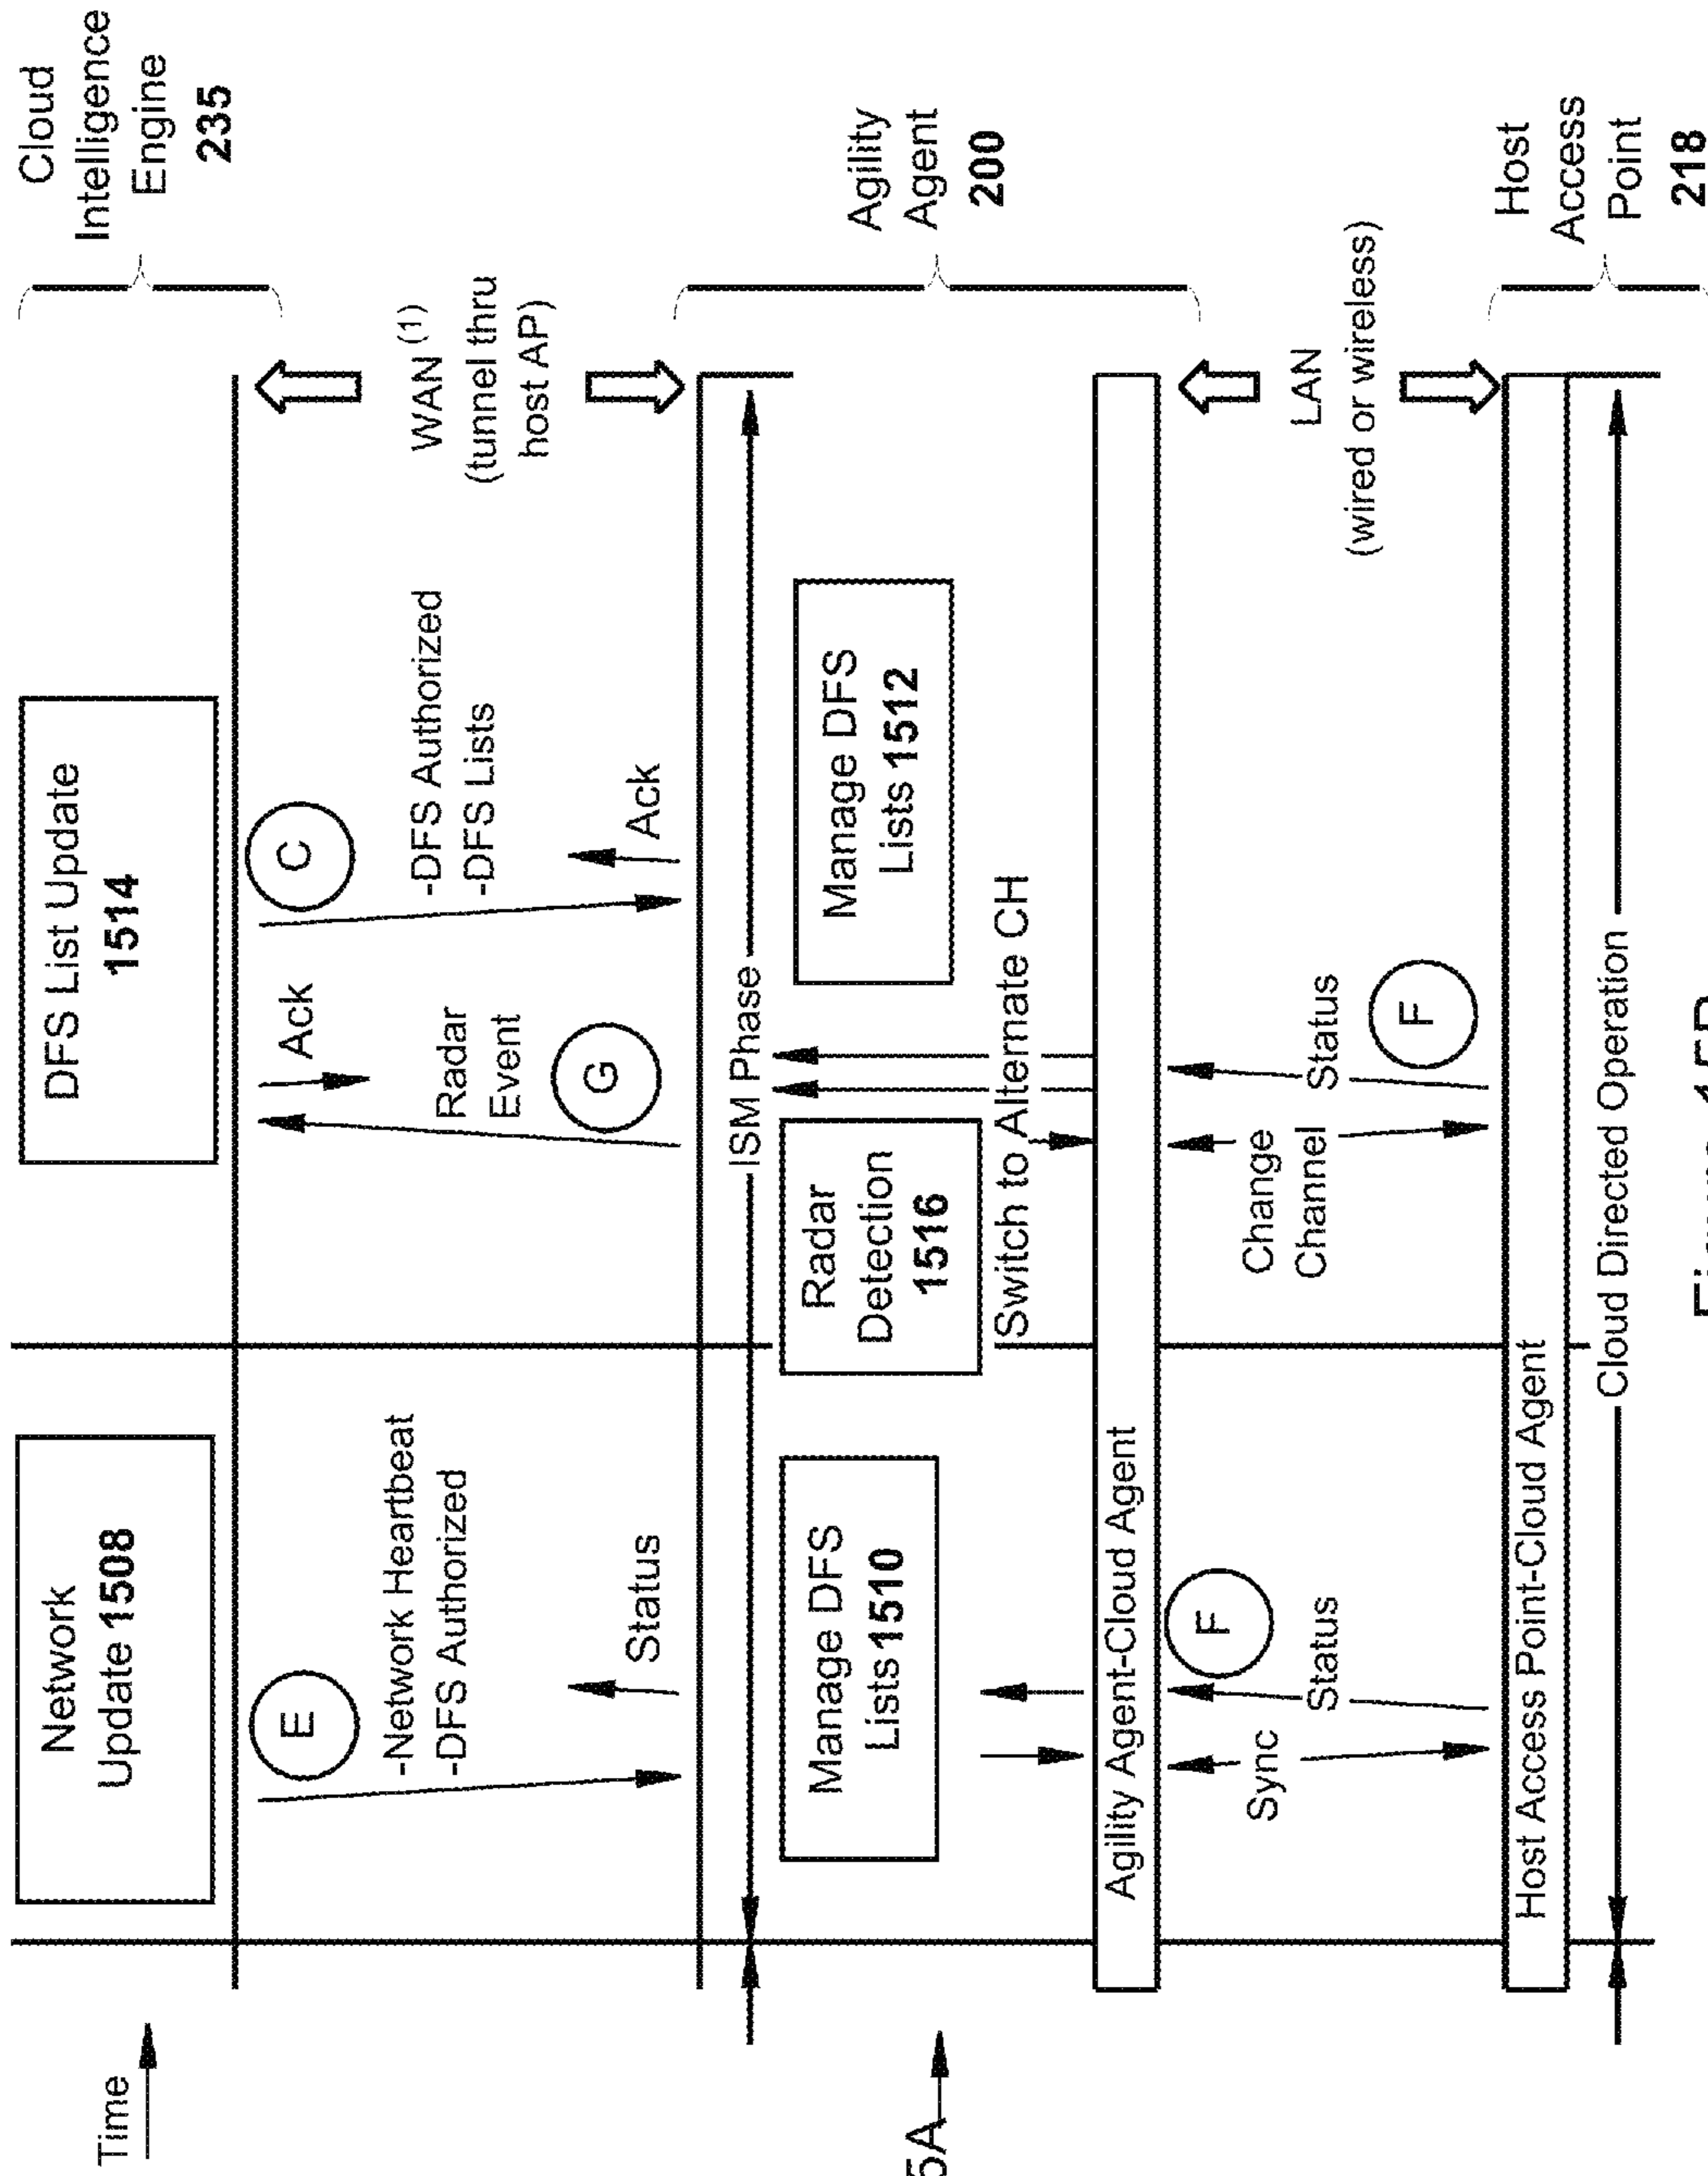 Time
Network
Update 1508
DFS List Update
1514
Cloud
Intelligence
Engine
235
E
-Network Heartbeat
-DFS Authorized
Status
Ack
Radar
Event
G
C
-DFS Authorized
-DFS Lists
Ack
WAN (1)
(tunnel thru
host AP)
ISM Phase
5A
Manage DFS
Lists 1510
Radar
Detection
1516
Manage DFS
Lists 1512
Switch to Alternate CH
Agility
Agent
200
Agility Agent-Cloud Agent
Sync
F
Status
Change
Channel
Status
F
LAN
(wired or wireless)
Host Access Point-Cloud Agent
Host
Access
Point
218
Cloud Directed Operation